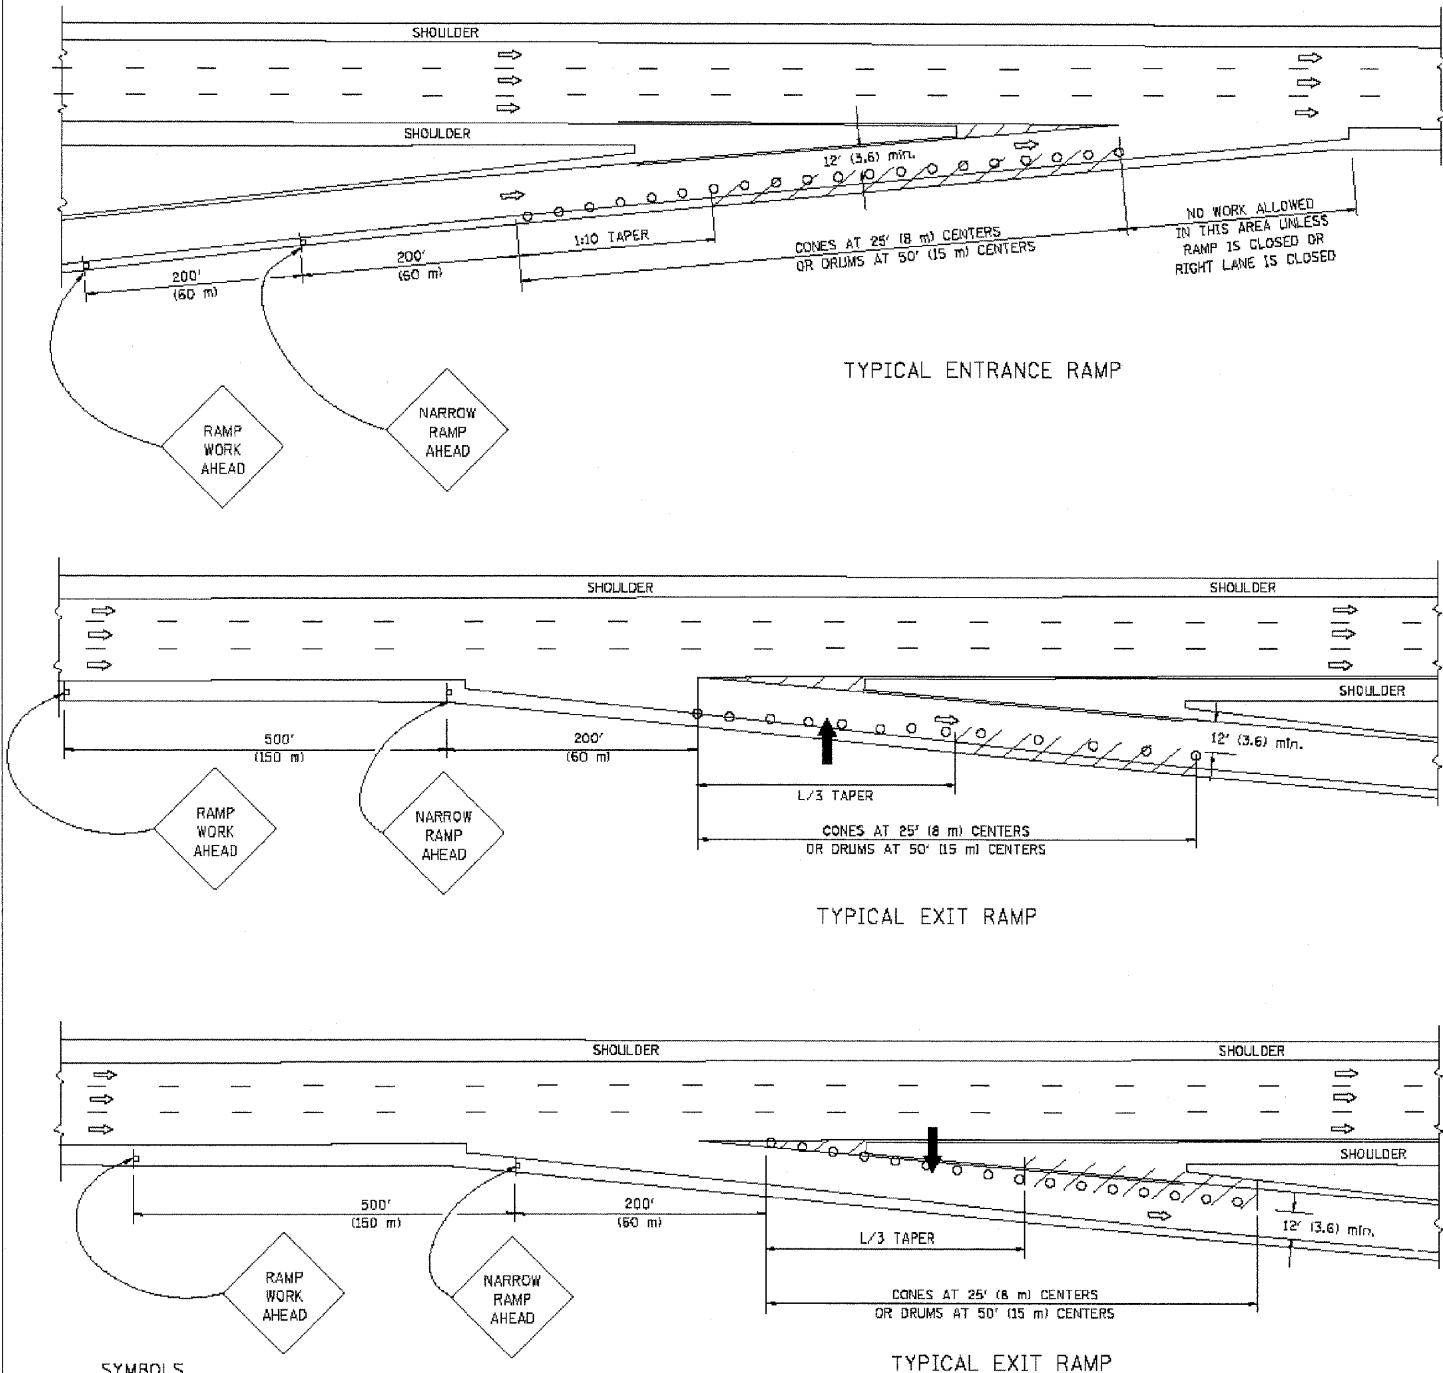 SHOULDER
SHOULDER
12' (3.6) min.
1:10 TAPER
200'
(60 m)
200'
(60 m)
CONES AT 25' (8 m) CENTERS
OR DRUMS AT 50' (15 m) CENTERS
NO WORK ALLOWED
IN THIS AREA UNLESS
RAMP IS CLOSED OR
RIGHT LANE IS CLOSED
TYPICAL ENTRANCE RAMP
RAMP
WORK
AHEAD
NARROW
RAMP
AHEAD
SHOULDER
SHOULDER
SHOULDER
500'
(150 m)
200'
(60 m)
12' (3.6) min.
L/3 TAPER
RAMP
WORK
AHEAD
NARROW
RAMP
AHEAD
CONES AT 25' (8 m) CENTERS
OR DRUMS AT 50' (15 m) CENTERS
TYPICAL EXIT RAMP
SHOULDER
SHOULDER
SHOULDER
500'
(150 m)
200'
(60 m)
12' (3.6) min.
L/3 TAPER
RAMP
WORK
AHEAD
NARROW
RAMP
AHEAD
CONES AT 25' (8 m) CENTERS
OR DRUMS AT 50' (15 m) CENTERS
TYPICAL EXIT RAMP
SYMBOLS